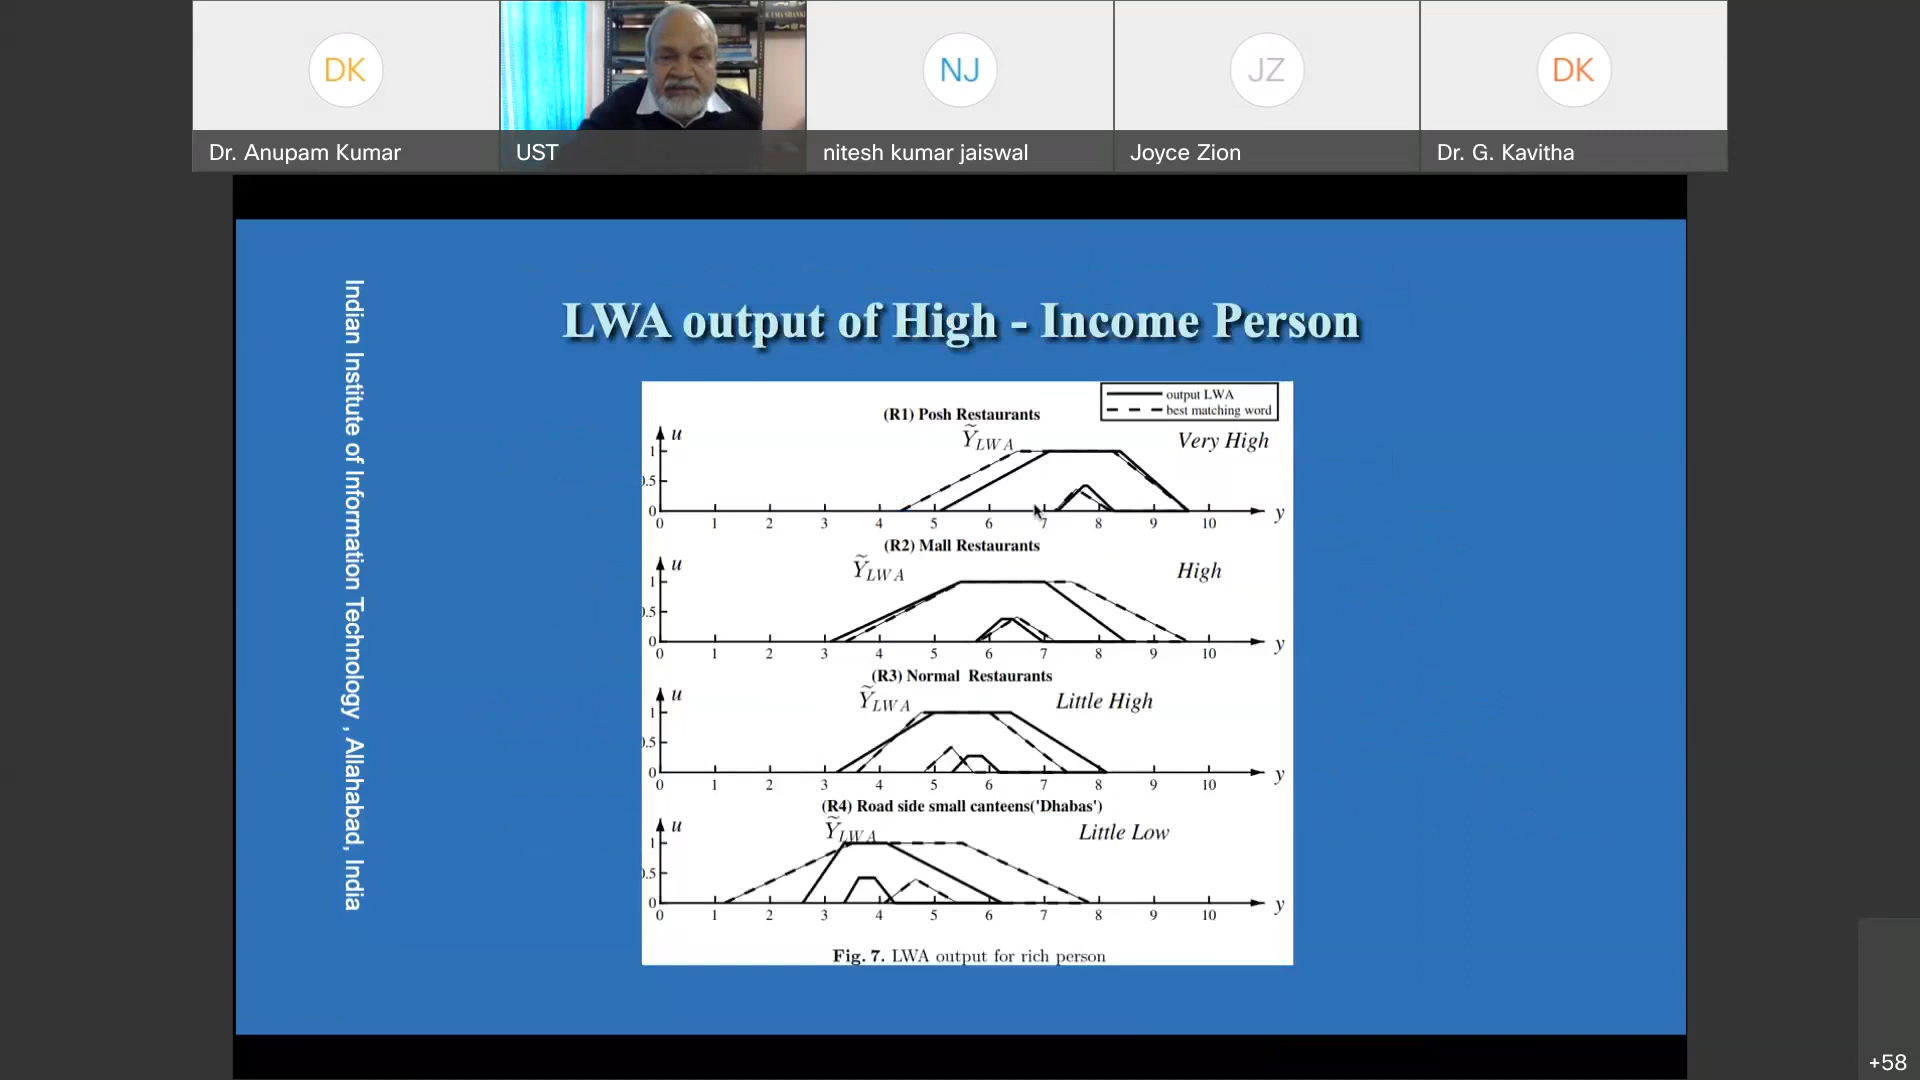 DK
NJ
JZ
DK
Dr. Anupam Kumar
UST
nitesh kumar jaiswal
Joyce Zion
Dr. G. Kavitha
Indian Institute of Information Technology , Allahabad, India
LWA output of High - Income Person
output LWA
best matching word
(R1) Posh Restaurants
u
Ỹ_LWA
Very High
1
0.5
0
0 1 2 3 4 5 6 7 8 9 10 y
(R2) Mall Restaurants
u
Ỹ_LWA
High
1
0.5
0
0 1 2 3 4 5 6 7 8 9 10 y
(R3) Normal Restaurants
u
Ỹ_LWA
Little High
1
0.5
0
0 1 2 3 4 5 6 7 8 9 10 y
(R4) Road side small canteens('Dhabas')
u
Ỹ_LWA
Little Low
1
0.5
0
0 1 2 3 4 5 6 7 8 9 10 y
Fig. 7. LWA output for rich person
+58